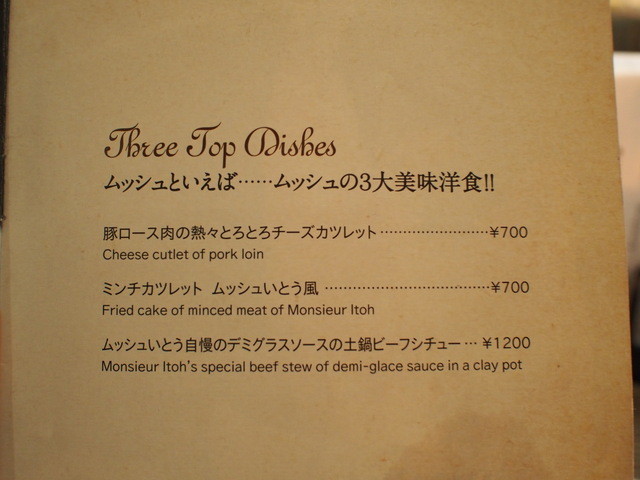 Three Top Dishes
ムッシュといえば……ムッシュの3大美味洋食!!
豚ロース肉の熱々とろとろチーズカツレット……………………¥700
Cheese cutlet of pork loin
ミンチカツレット ムッシュいとう風………………………………¥700
Fried cake of minced meat of Monsieur Itoh
ムッシュいとう自慢のデミグラスソースの土鍋ビーフシチュー…¥1200
Monsieur Itoh's special beef stew of demi-glace sauce in a clay pot